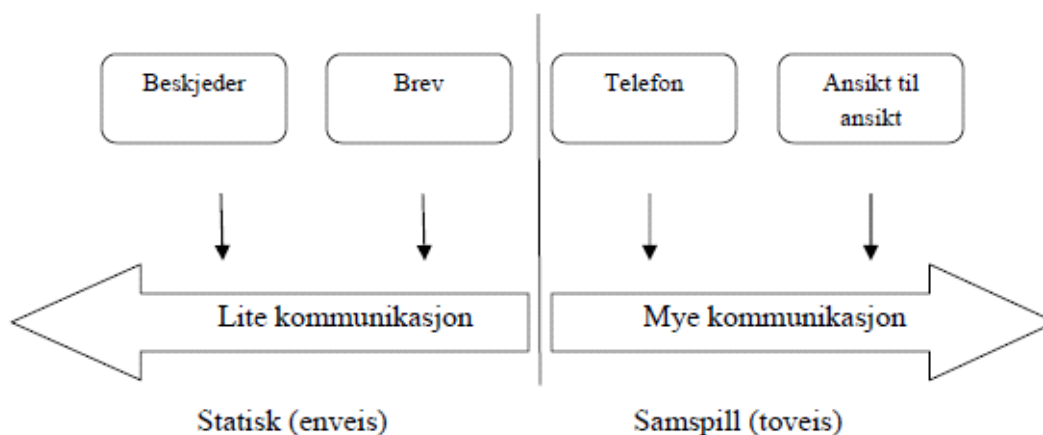 Beskjeder
Brev
Telefon
Ansikt til
ansikt
Lite kommunikasjon
Mye kommunikasjon
Statisk (enveis)
Samspill (toveis)